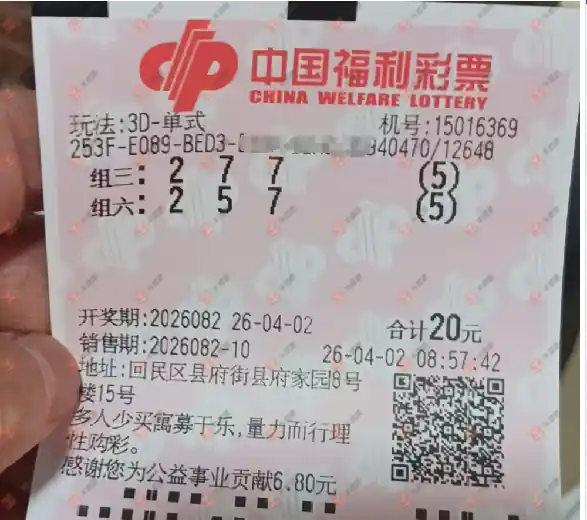 中国福利彩票
CHINA WELFARE LOTTERY
玩法:3D-单式 机号:15016369
253F-E089-BED3- 940470/12648
组三: 2 7 7 (5)
组六: 2 5 7 (5)
开奖期:2026082 26-04-02 合计20元
销售期:2026082-10 26-04-02 08:57:42
地址:回民区县府街县府家园8号
楼15号
多人少买寓募于乐,量力而行理
性购彩。
感谢您为公益事业贡献6.80元